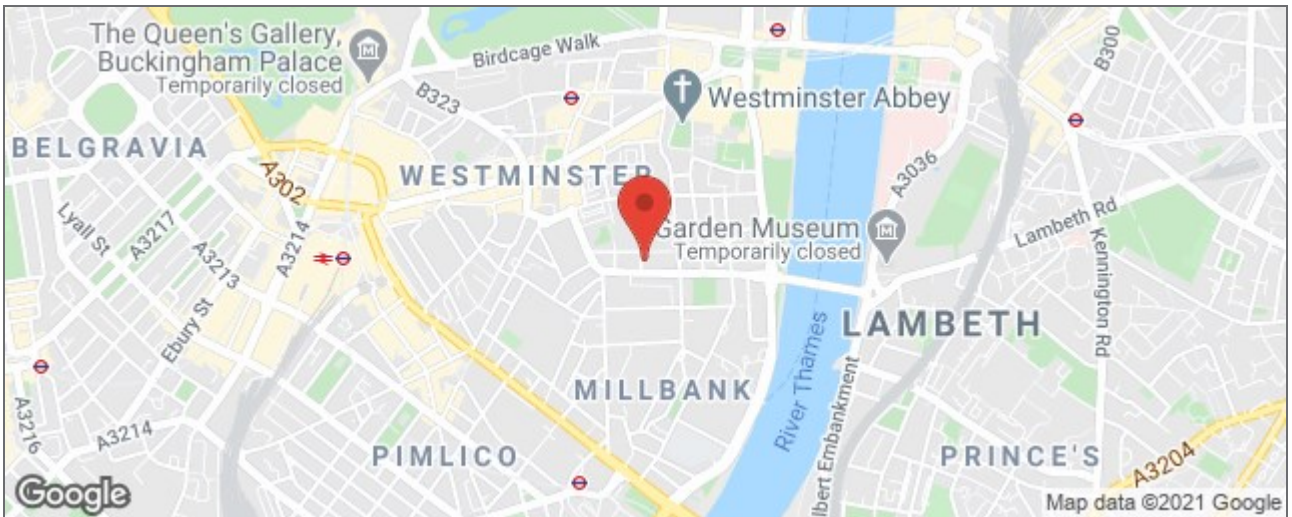 The Queen's Gallery,
Buckingham Palace
Temporarily closed
Birdcage Walk
B300
B323
Westminster Abbey
BELGRAVIA
WESTMINSTER
A302
A3036
Lyall St
A3217
A3214
A3213
Garden Museum
Temporarily closed
Lambeth Rd
Kennington Rd
Ebury St
LAMBETH
River Thames
MILLBANK
lbert Embankment
A3216
A3214
PIMLICO
PRINCE'S
A3204
Google
Map data ©2021 Google